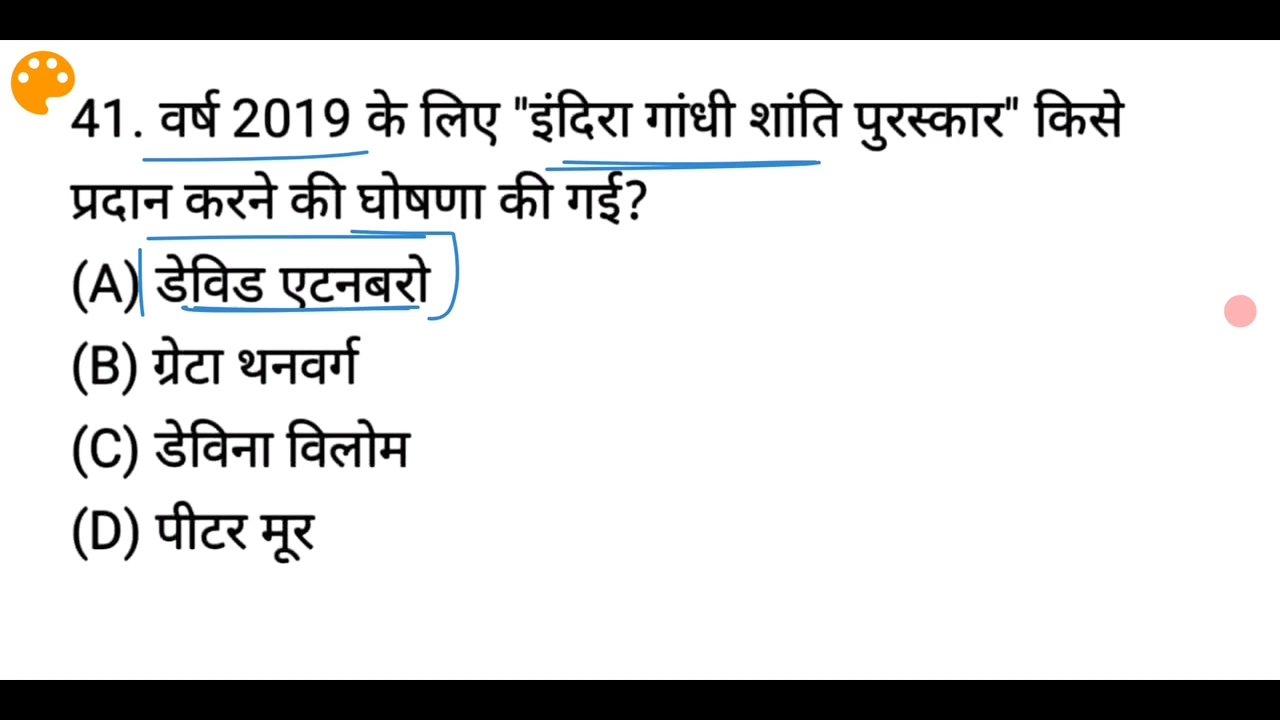 41. वर्ष 2019 के लिए "इंदिरा गांधी शांति पुरस्कार" किसे
प्रदान करने की घोषणा की गई?
(A) डेविड एटनबरो
(B) ग्रेटा थनवर्ग
(C) डेविना विलोम
(D) पीटर मूर